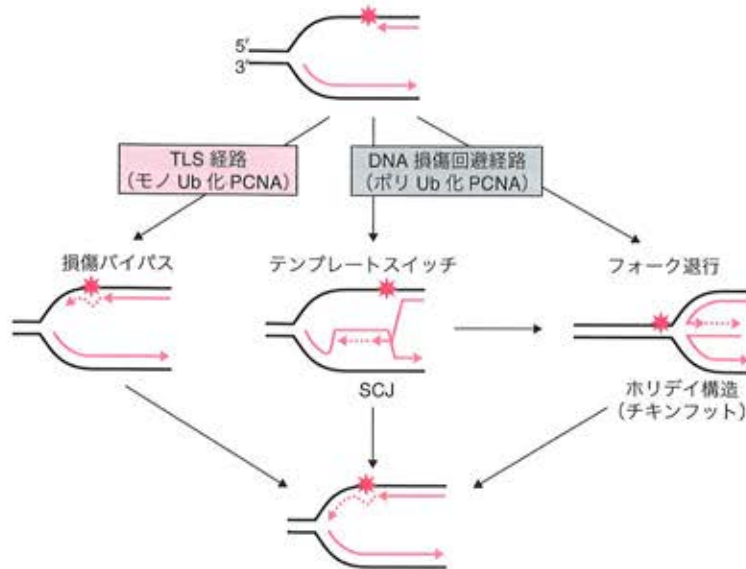 5′
3′
TLS 経路
（モノ Ub 化 PCNA）
DNA 損傷回避経路
（ポリ Ub 化 PCNA）
損傷バイパス
テンプレートスイッチ
フォーク退行
SCJ
ホリデイ構造
（チキンフット）